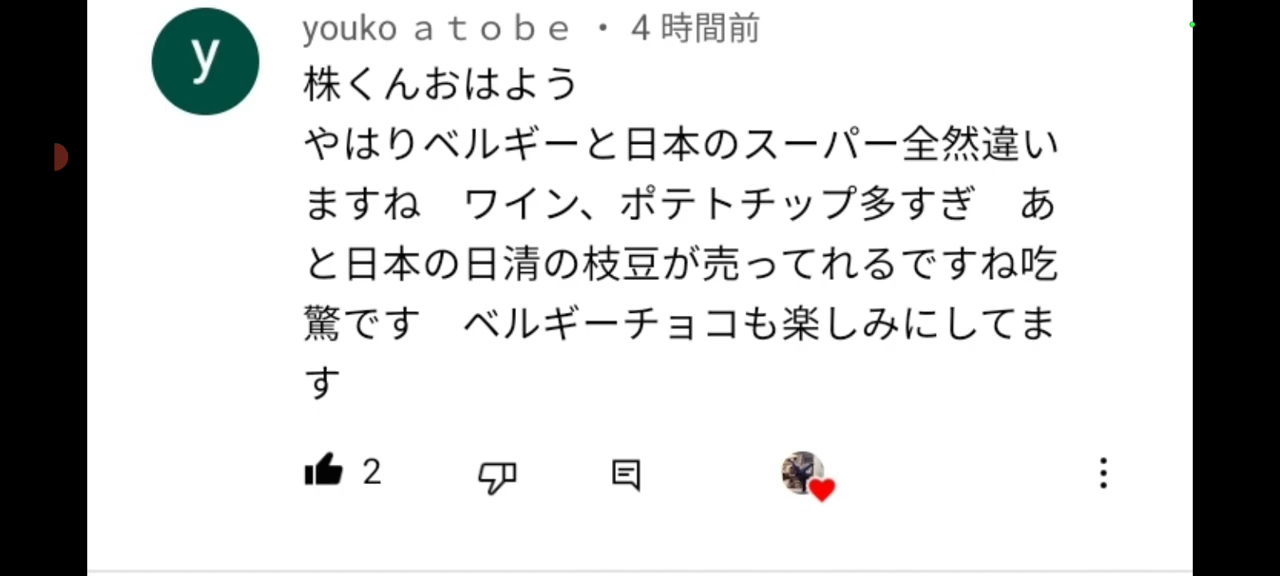 y
youko ａｔｏｂｅ ・ 4 時間前
株くんおはよう
やはりベルギーと日本のスーパー全然違い
ますね　ワイン、ポテトチップ多すぎ　あ
と日本の日清の枝豆が売ってれるですね吃
驚です　ベルギーチョコも楽しみにしてま
す
2